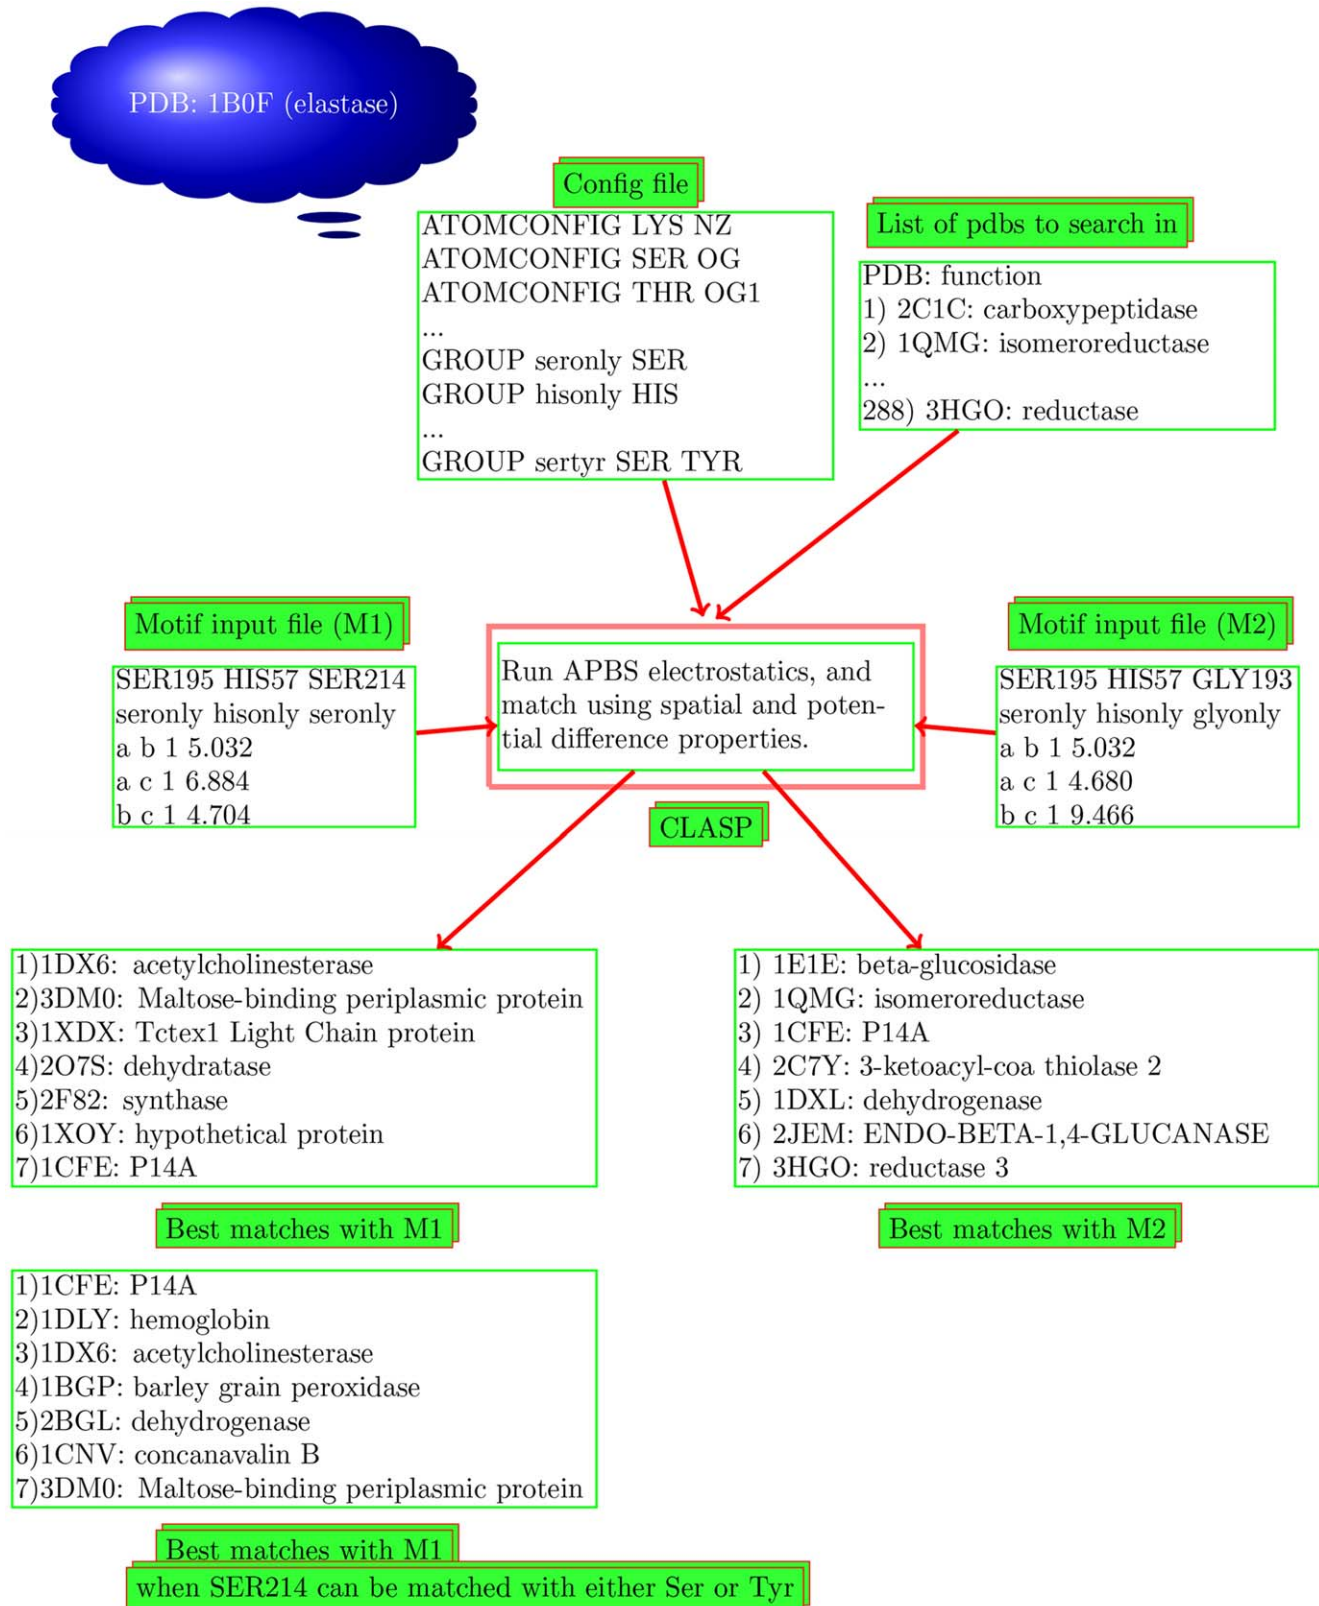 PDB: 1B0F (elastase)
Config file
ATOMCONFIG LYS NZ
ATOMCONFIG SER OG
ATOMCONFIG THR OG1
...
GROUP seronly SER
GROUP hisonly HIS
...
GROUP sertyr SER TYR
List of pdbs to search in
PDB: function
1) 2C1C: carboxypeptidase
2) 1QMG: isomeroreductase
...
288) 3HGO: reductase
Motif input file (M1)
SER195 HIS57 SER214
seronly hisonly seronly
a b 1 5.032
a c 1 6.884
b c 1 4.704
Run APBS electrostatics, and
match using spatial and poten-
tial difference properties.
CLASP
Motif input file (M2)
SER195 HIS57 GLY193
seronly hisonly glyonly
a b 1 5.032
a c 1 4.680
b c 1 9.466
1)1DX6: acetylcholinesterase
2)3DM0: Maltose-binding periplasmic protein
3)1XDX: Tctex1 Light Chain protein
4)2O7S: dehydratase
5)2F82: synthase
6)1XOY: hypothetical protein
7)1CFE: P14A
Best matches with M1
1) 1E1E: beta-glucosidase
2) 1QMG: isomeroreductase
3) 1CFE: P14A
4) 2C7Y: 3-ketoacyl-coa thiolase 2
5) 1DXL: dehydrogenase
6) 2JEM: ENDO-BETA-1,4-GLUCANASE
7) 3HGO: reductase 3
Best matches with M2
1)1CFE: P14A
2)1DLY: hemoglobin
3)1DX6: acetylcholinesterase
4)1BGP: barley grain peroxidase
5)2BGL: dehydrogenase
6)1CNV: concanavalin B
7)3DM0: Maltose-binding periplasmic protein
Best matches with M1
when SER214 can be matched with either Ser or Tyr